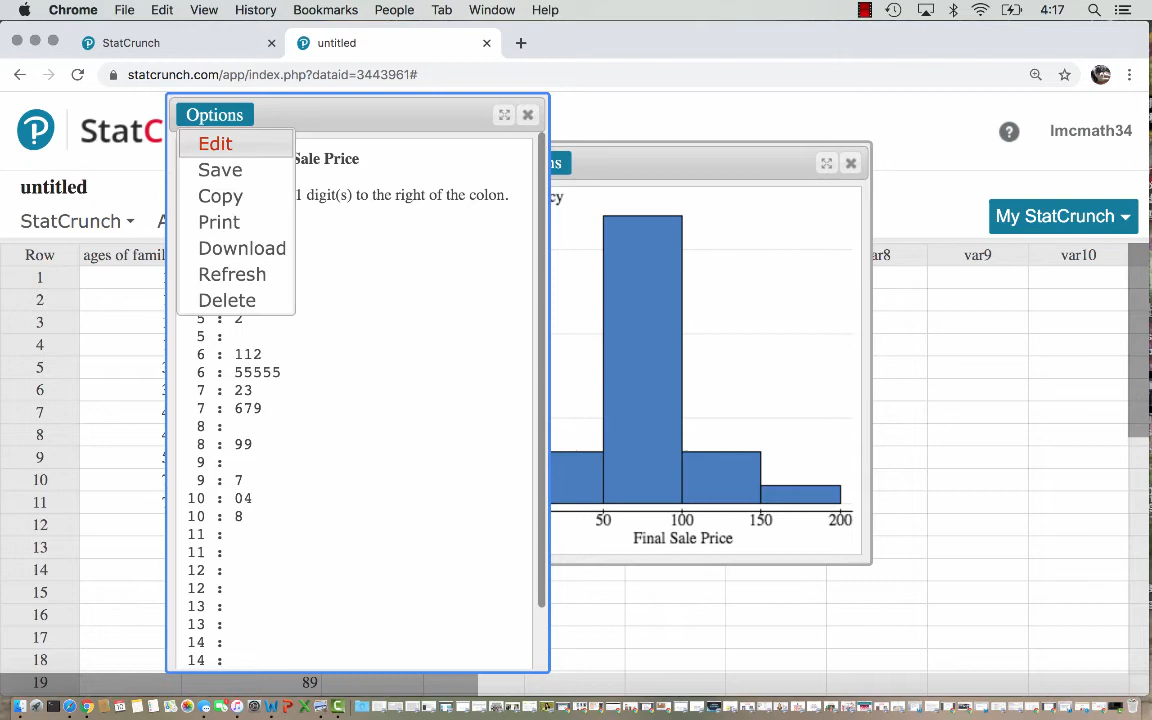 Chrome File Edit View History Bookmarks People Tab Window Help 4:17
StatCrunch untitled
statcrunch.com/app/index.php?dataid=3443961#
Options
StatC
lmcmath34
Edit
Sale Price
Save
1 digit(s) to the right of the colon.
Copy
Print
Download
Refresh
Delete
untitled
StatCrunch
My StatCrunch
Row ages of famil var9 var10
1
2
3
4
5
6
7
8
9
10
11
12
13
14
15
16
17
18
19 89
5 : 2
5 :
6 : 112
6 : 55555
7 : 23
7 : 679
8 :
8 : 99
9 :
9 : 7
10 : 04
10 : 8
11 :
11 :
12 :
12 :
13 :
13 :
14 :
14 :
ns
cy
50 100 150 200
Final Sale Price
ar8